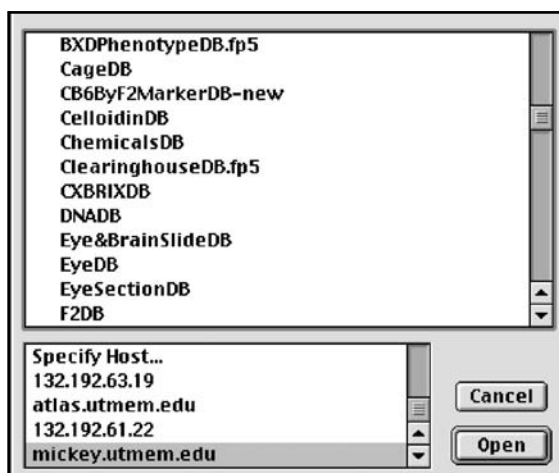 BXDPhenotypeDB.fp5
CageDB
CB6ByF2MarkerDB-new
CelloidinDB
ChemicalsDB
ClearinghouseDB.fp5
CXBRIXDB
DNADB
Eye&BrainSlideDB
EyeDB
EyeSectionDB
F2DB
Specify Host...
132.192.63.19
atlas.utmem.edu
132.192.61.22
mickey.utmem.edu
Cancel
Open